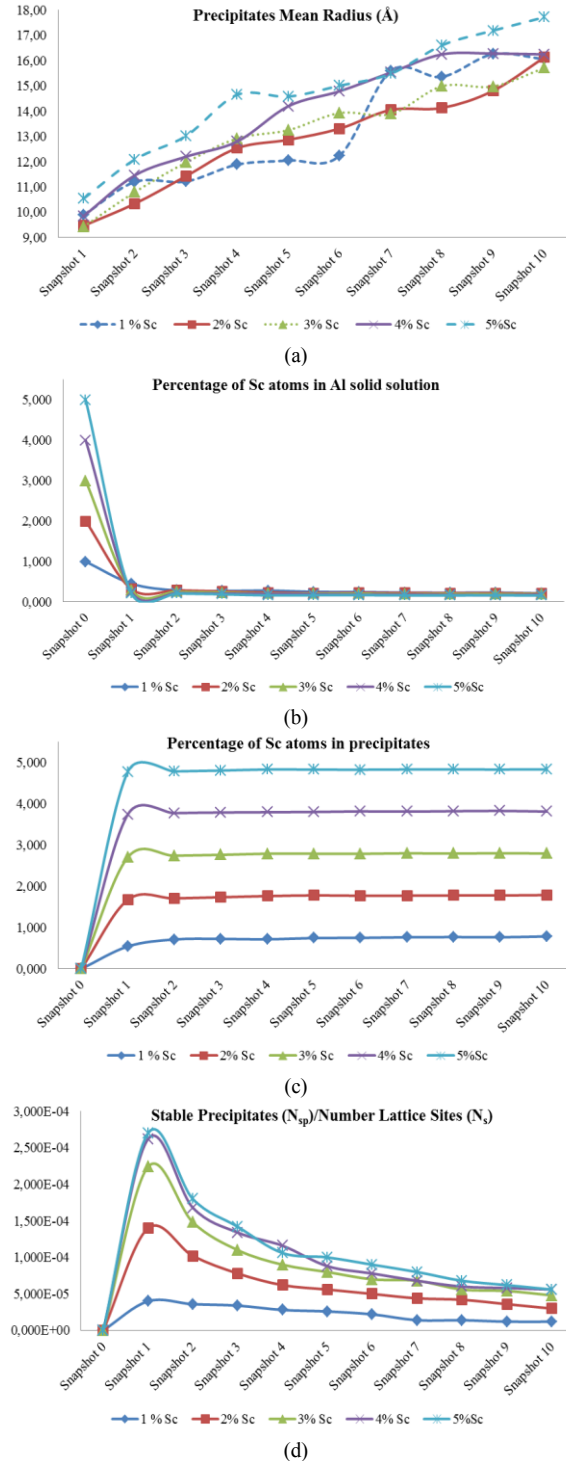 Precipitates Mean Radius (Å)
18,00
17,00
16,00
15,00
14,00
13,00
12,00
11,00
10,00
9,00
Snapshot 1
Snapshot 2
Snapshot 3
Snapshot 4
Snapshot 5
Snapshot 6
Snapshot 7
Snapshot 8
Snapshot 9
Snapshot 10
1 % Sc 2% Sc 3% Sc 4% Sc 5%Sc
(a)
Percentage of Sc atoms in Al solid solution
5,000
4,000
3,000
2,000
1,000
0,000
Snapshot 0
Snapshot 1
Snapshot 2
Snapshot 3
Snapshot 4
Snapshot 5
Snapshot 6
Snapshot 7
Snapshot 8
Snapshot 9
Snapshot 10
1 % Sc 2% Sc 3% Sc 4% Sc 5%Sc
(b)
Percentage of Sc atoms in precipitates
5,000
4,000
3,000
2,000
1,000
0,000
Snapshot 0
Snapshot 1
Snapshot 2
Snapshot 3
Snapshot 4
Snapshot 5
Snapshot 6
Snapshot 7
Snapshot 8
Snapshot 9
Snapshot 10
1 % Sc 2% Sc 3% Sc 4% Sc 5%Sc
(c)
Stable Precipitates (Nsp)/Number Lattice Sites (Ns)
3,000E-04
2,500E-04
2,000E-04
1,500E-04
1,000E-04
5,000E-05
0,000E+00
Snapshot 0
Snapshot 1
Snapshot 2
Snapshot 3
Snapshot 4
Snapshot 5
Snapshot 6
Snapshot 7
Snapshot 8
Snapshot 9
Snapshot 10
1 % Sc 2% Sc 3% Sc 4% Sc 5%Sc
(d)